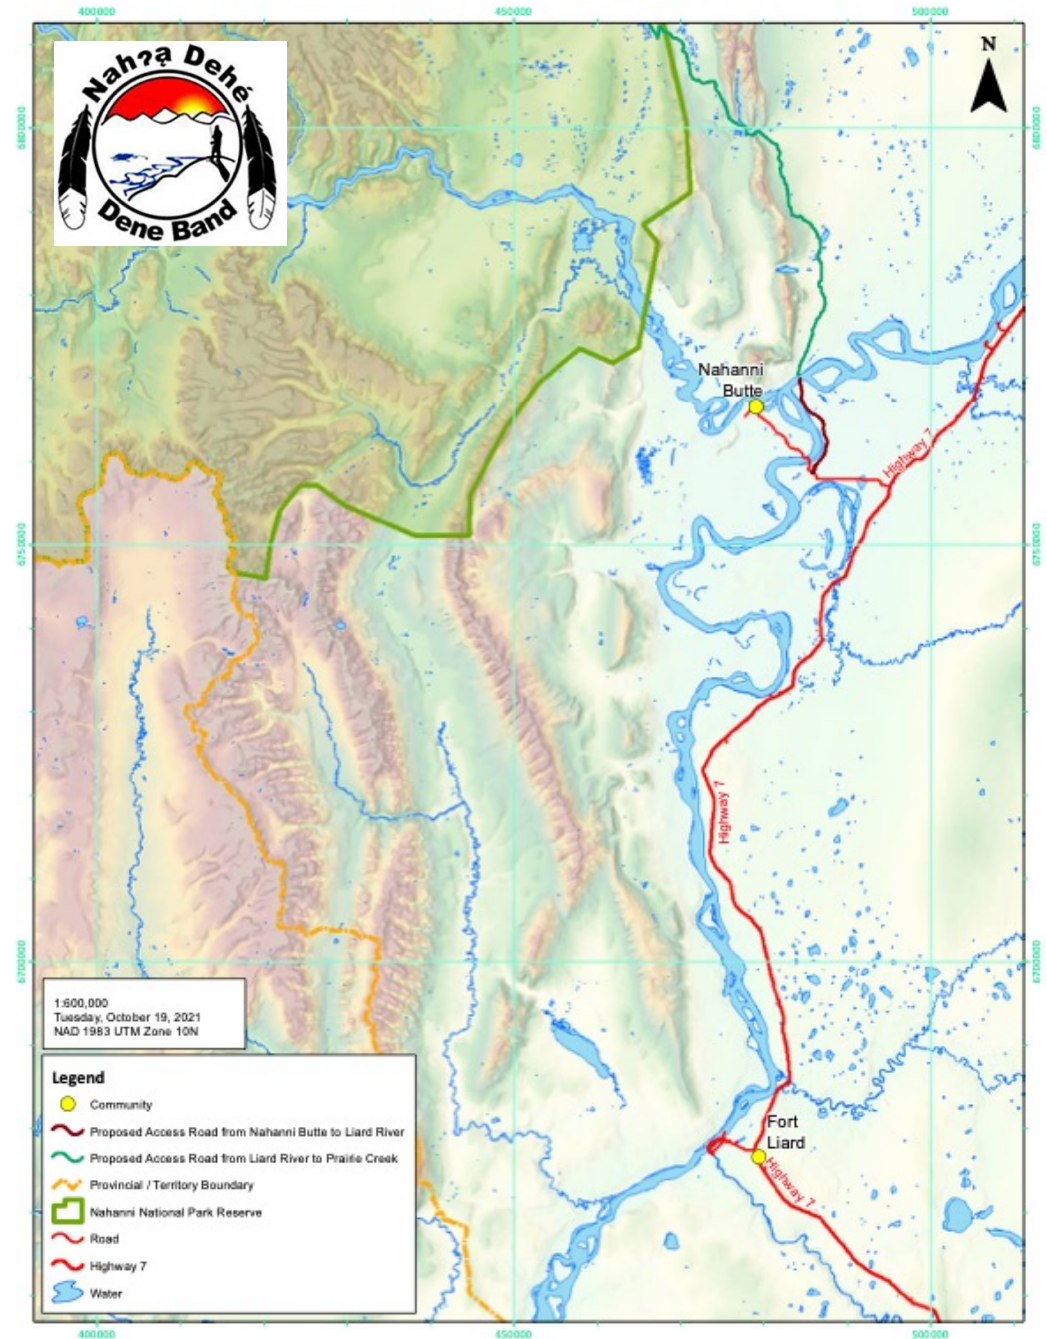 400000
450000
500000
Nahʔą Dehé
Dene Band
N
6800000
6800000
Nahanni
Butte
Highway 7
6750000
6750000
Highway 7
6700000
6700000
1:600,000
Tuesday, October 19, 2021
NAD 1983 UTM Zone 10N
Legend
Community
Proposed Access Road from Nahanni Butte to Liard River
Proposed Access Road from Liard River to Prairie Creek
Provincial / Territory Boundary
Nahanni National Park Reserve
Road
Highway 7
Water
Fort
Liard
Highway 7
400000
450000
500000